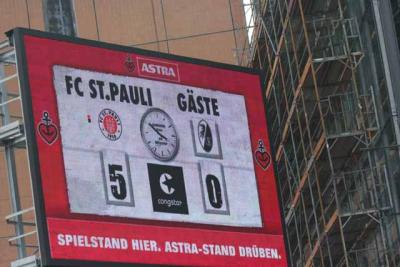 ASTRA
FC ST. PAULI GÄSTE
5 0
congstar
SPIELSTAND HIER. ASTRA-STAND DRÜBEN.